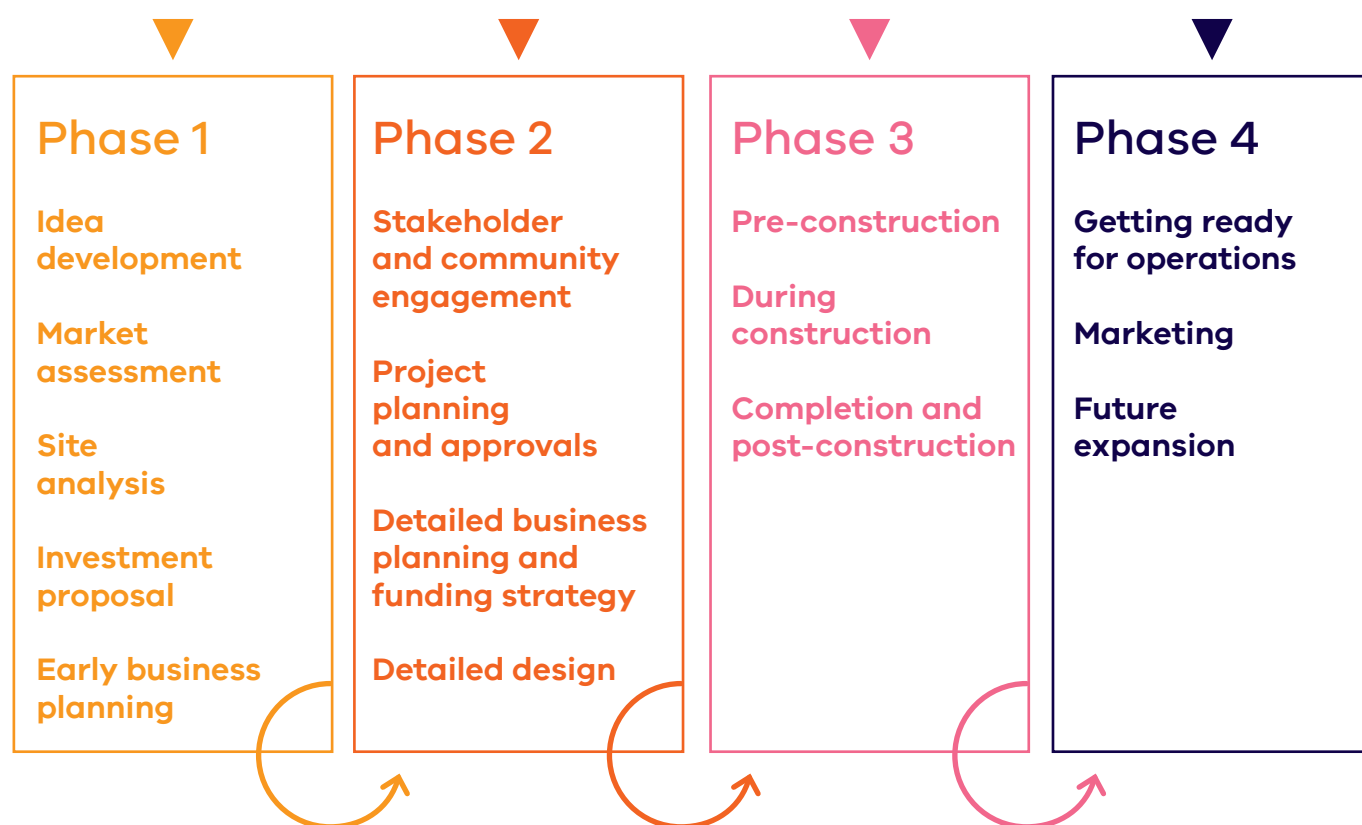 Phase 1
Idea
development
Market
assessment
Site
analysis
Investment
proposal
Early business
planning
Phase 2
Stakeholder
and community
engagement
Project
planning
and approvals
Detailed business
planning and
funding strategy
Detailed design
Phase 3
Pre-construction
During
construction
Completion and
post-construction
Phase 4
Getting ready
for operations
Marketing
Future
expansion